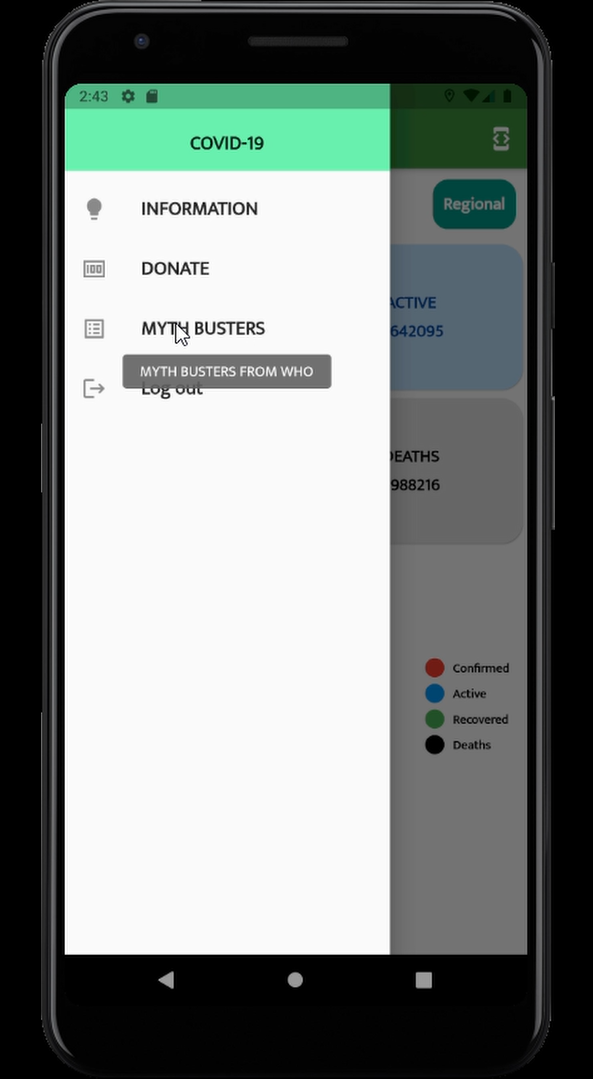 2:43
COVID-19
Regional
INFORMATION
DONATE
MYTH BUSTERS
MYTH BUSTERS FROM WHO
Log out
ACTIVE
642095
DEATHS
988216
Confirmed
Active
Recovered
Deaths